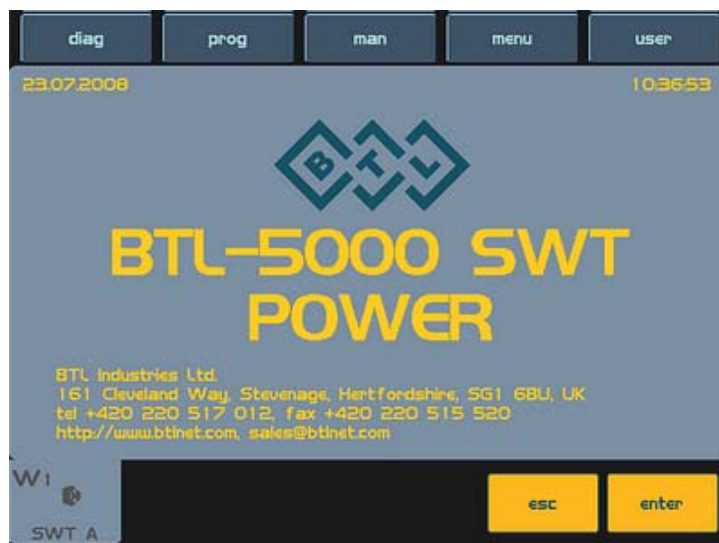 diag prog man menu user
23.07.2008 10:36:53
BTL
BTL-5000 SWT
POWER
BTL Industries Ltd.
161 Cleveland Way, Stevenage, Hertfordshire, SG1 6BU, UK
tel +420 220 517 012, fax +420 220 515 520
http://www.btlnet.com, sales@btlnet.com
W1
esc enter
SWT A